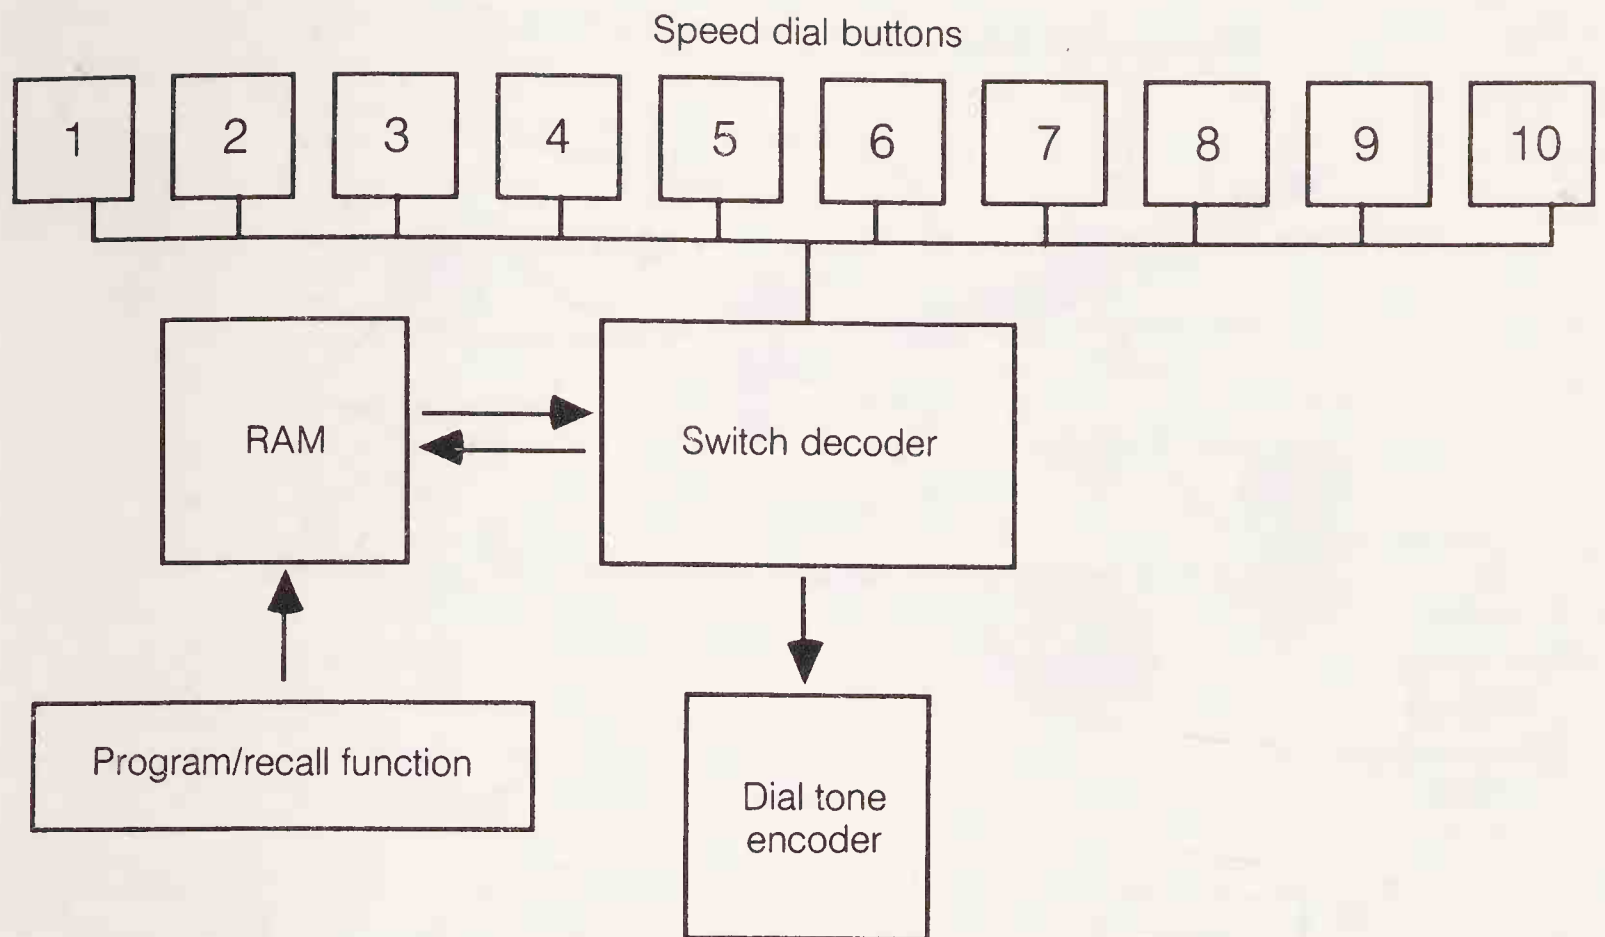 Speed dial buttons
1 2 3 4 5 6 7 8 9 10
RAM
Switch decoder
Program/recall function
Dial tone
encoder